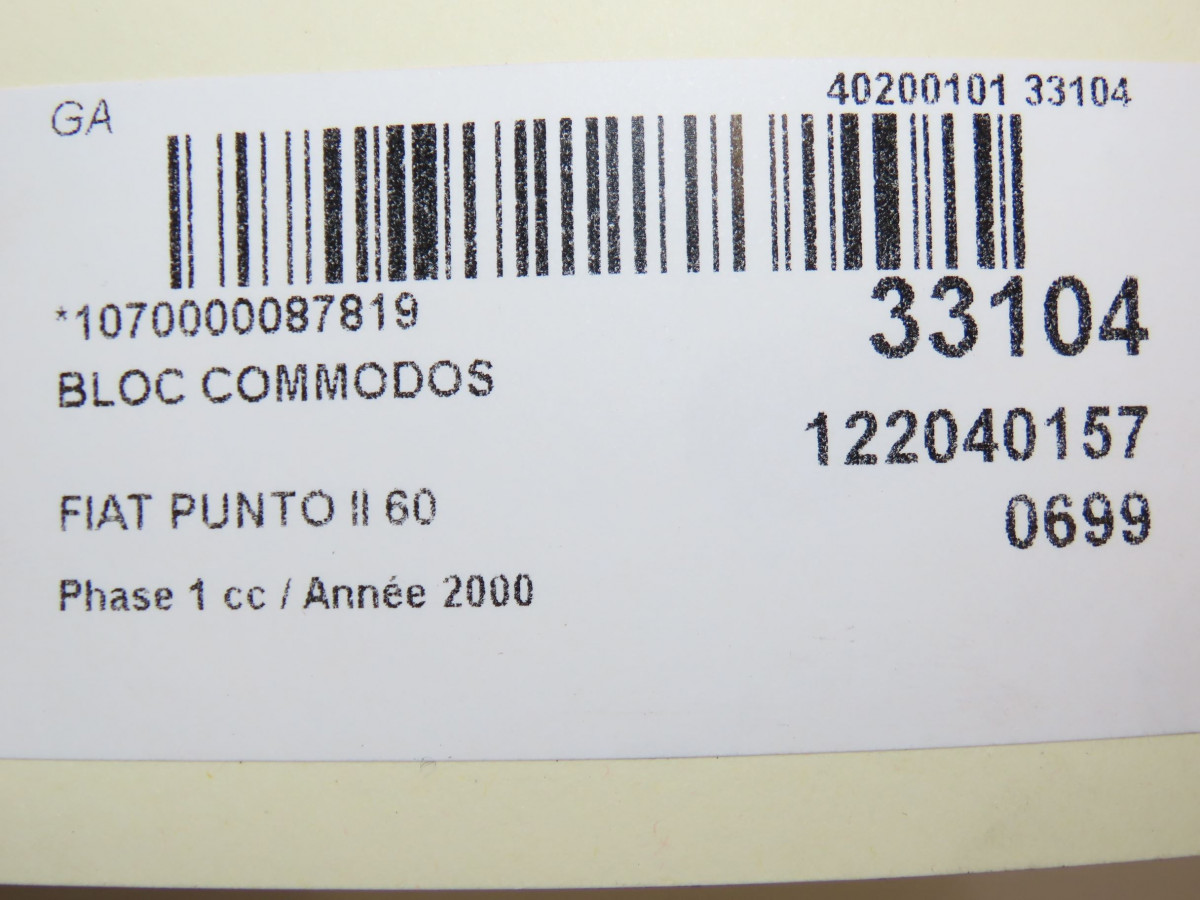 GA
40200101 33104
*1070000087819
33104
BLOC COMMODOS
122040157
FIAT PUNTO II 60
0699
Phase 1 cc / Année 2000